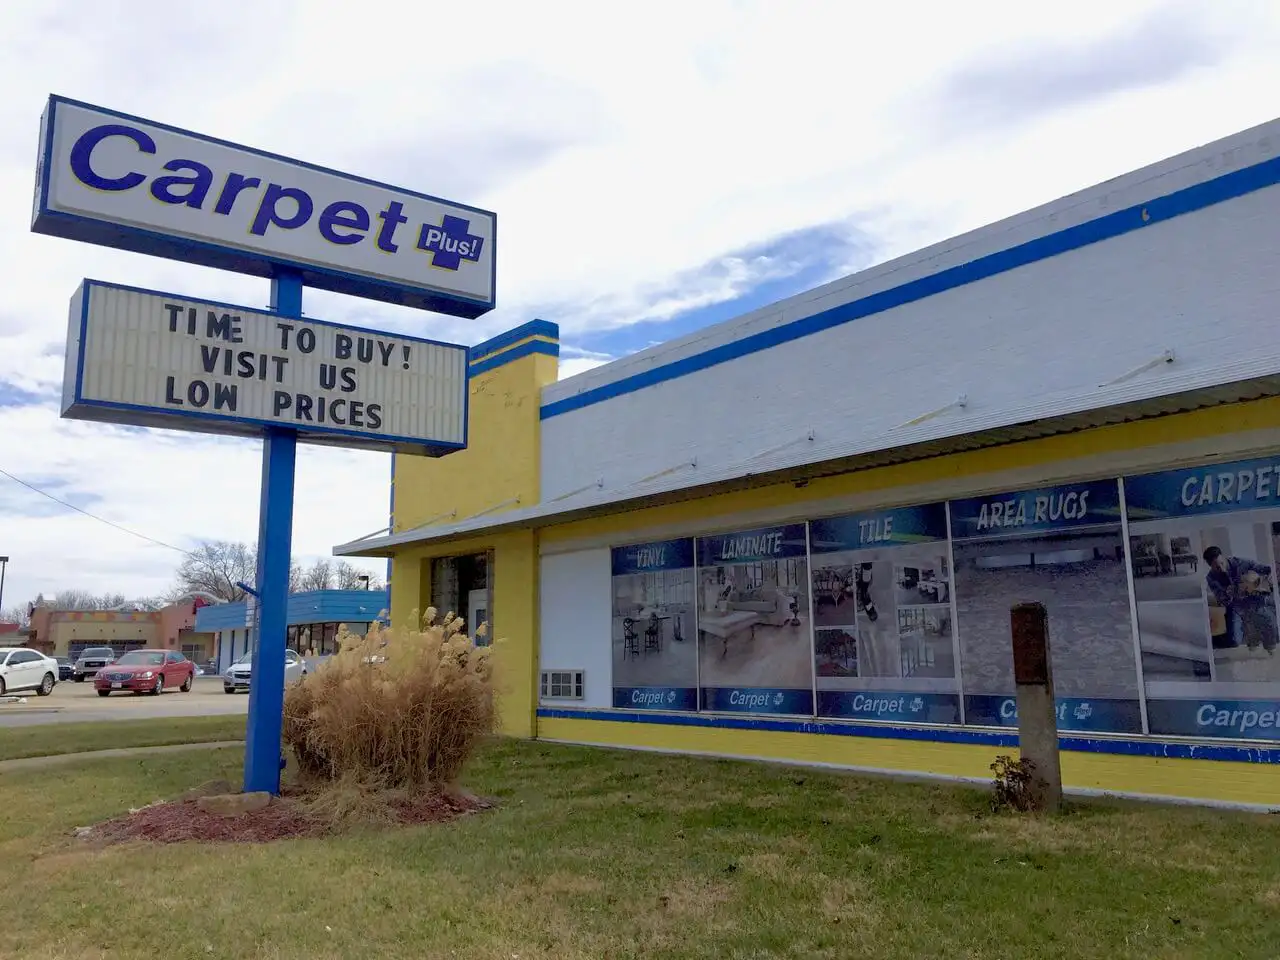 Carpet Plus!
TIME TO BUY!
VISIT US
LOW PRICES
VINYL
LAMINATE
TILE
AREA RUGS
CARPET
Carpet
Carpet
Carpet
Carpet